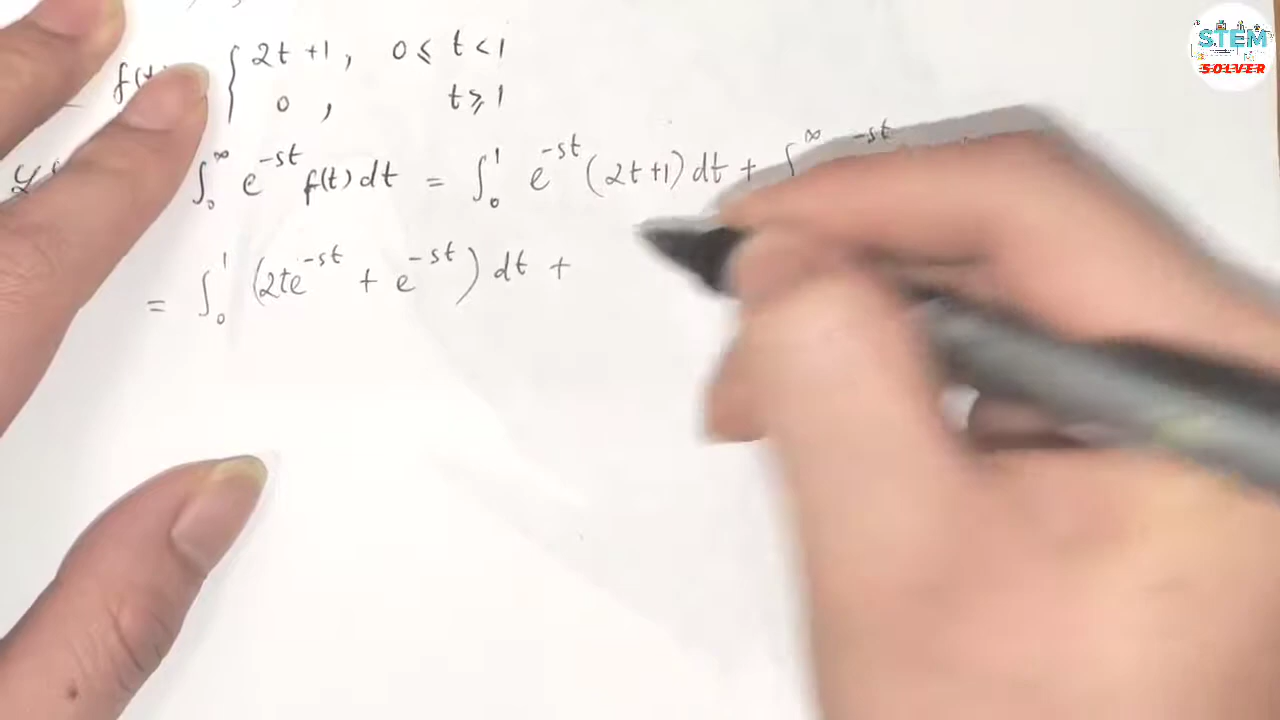 STEM
SOLVER
f(t) { 2t + 1 , 0 ⩽ t < 1
0 , t ⩾ 1
∫₀^∞ e^{-st} f(t) dt = ∫₀^1 e^{-st} (2t+1) dt + ∫^∞ e^{-st}
= ∫₀^1 (2te^{-st} + e^{-st}) dt +